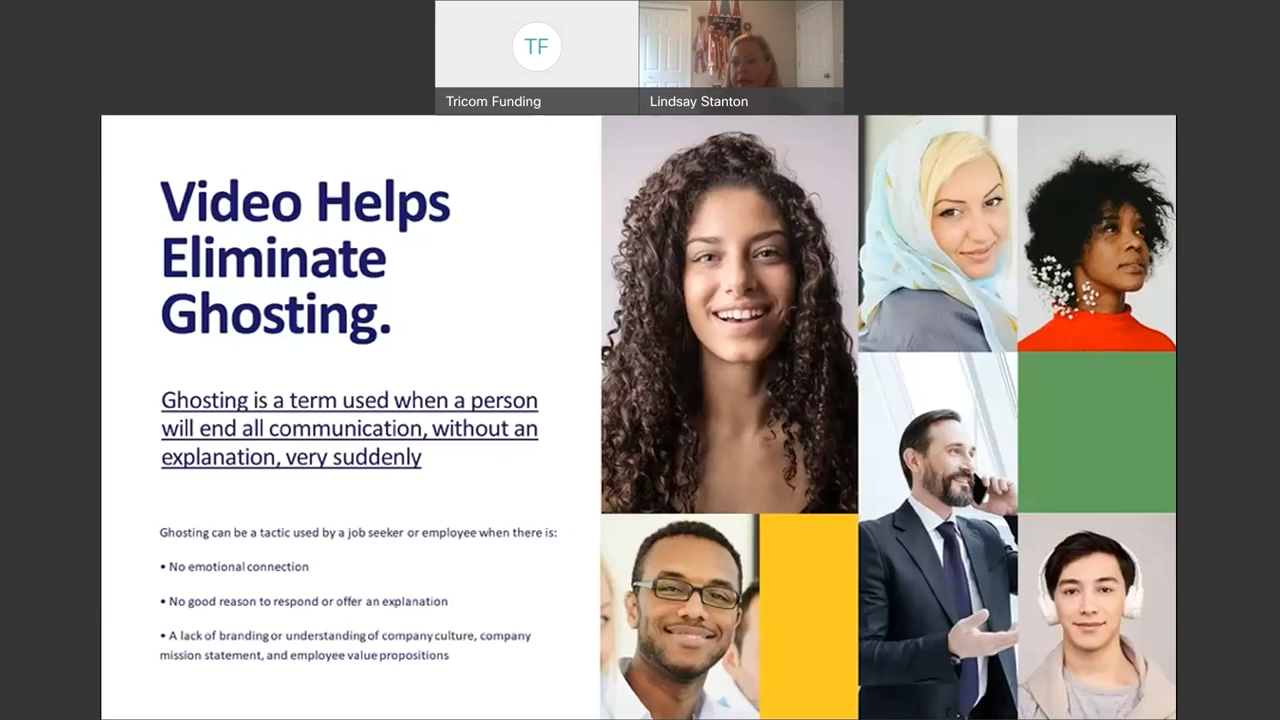 TF
Tricom Funding
Lindsay Stanton
Video Helps
Eliminate
Ghosting.
Ghosting is a term used when a person
will end all communication, without an
explanation, very suddenly
Ghosting can be a tactic used by a job seeker or employee when there is:
• No emotional connection
• No good reason to respond or offer an explanation
• A lack of branding or understanding of company culture, company
mission statement, and employee value propositions